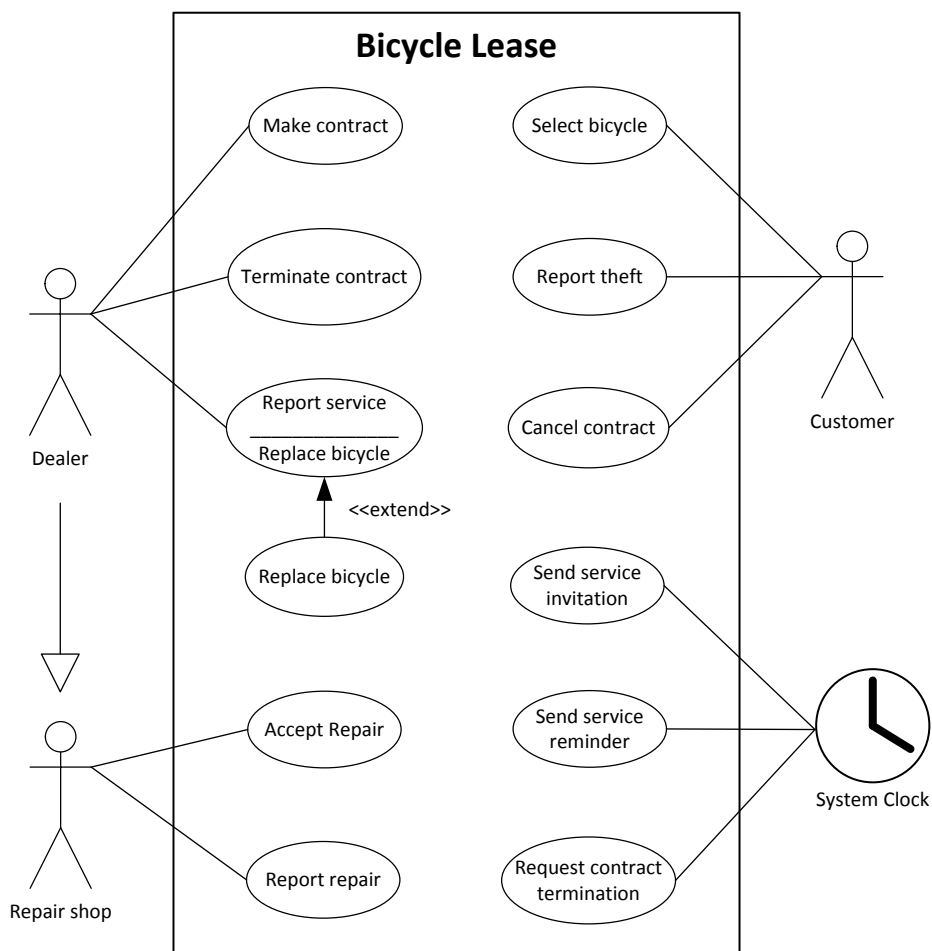 Bicycle Lease
Make contract
Select bicycle
Terminate contract
Report theft
Report service
Replace bicycle
Cancel contract
Customer
Dealer
<<extend>>
Replace bicycle
Send service
invitation
Accept Repair
Send service
reminder
System Clock
Report repair
Request contract
termination
Repair shop